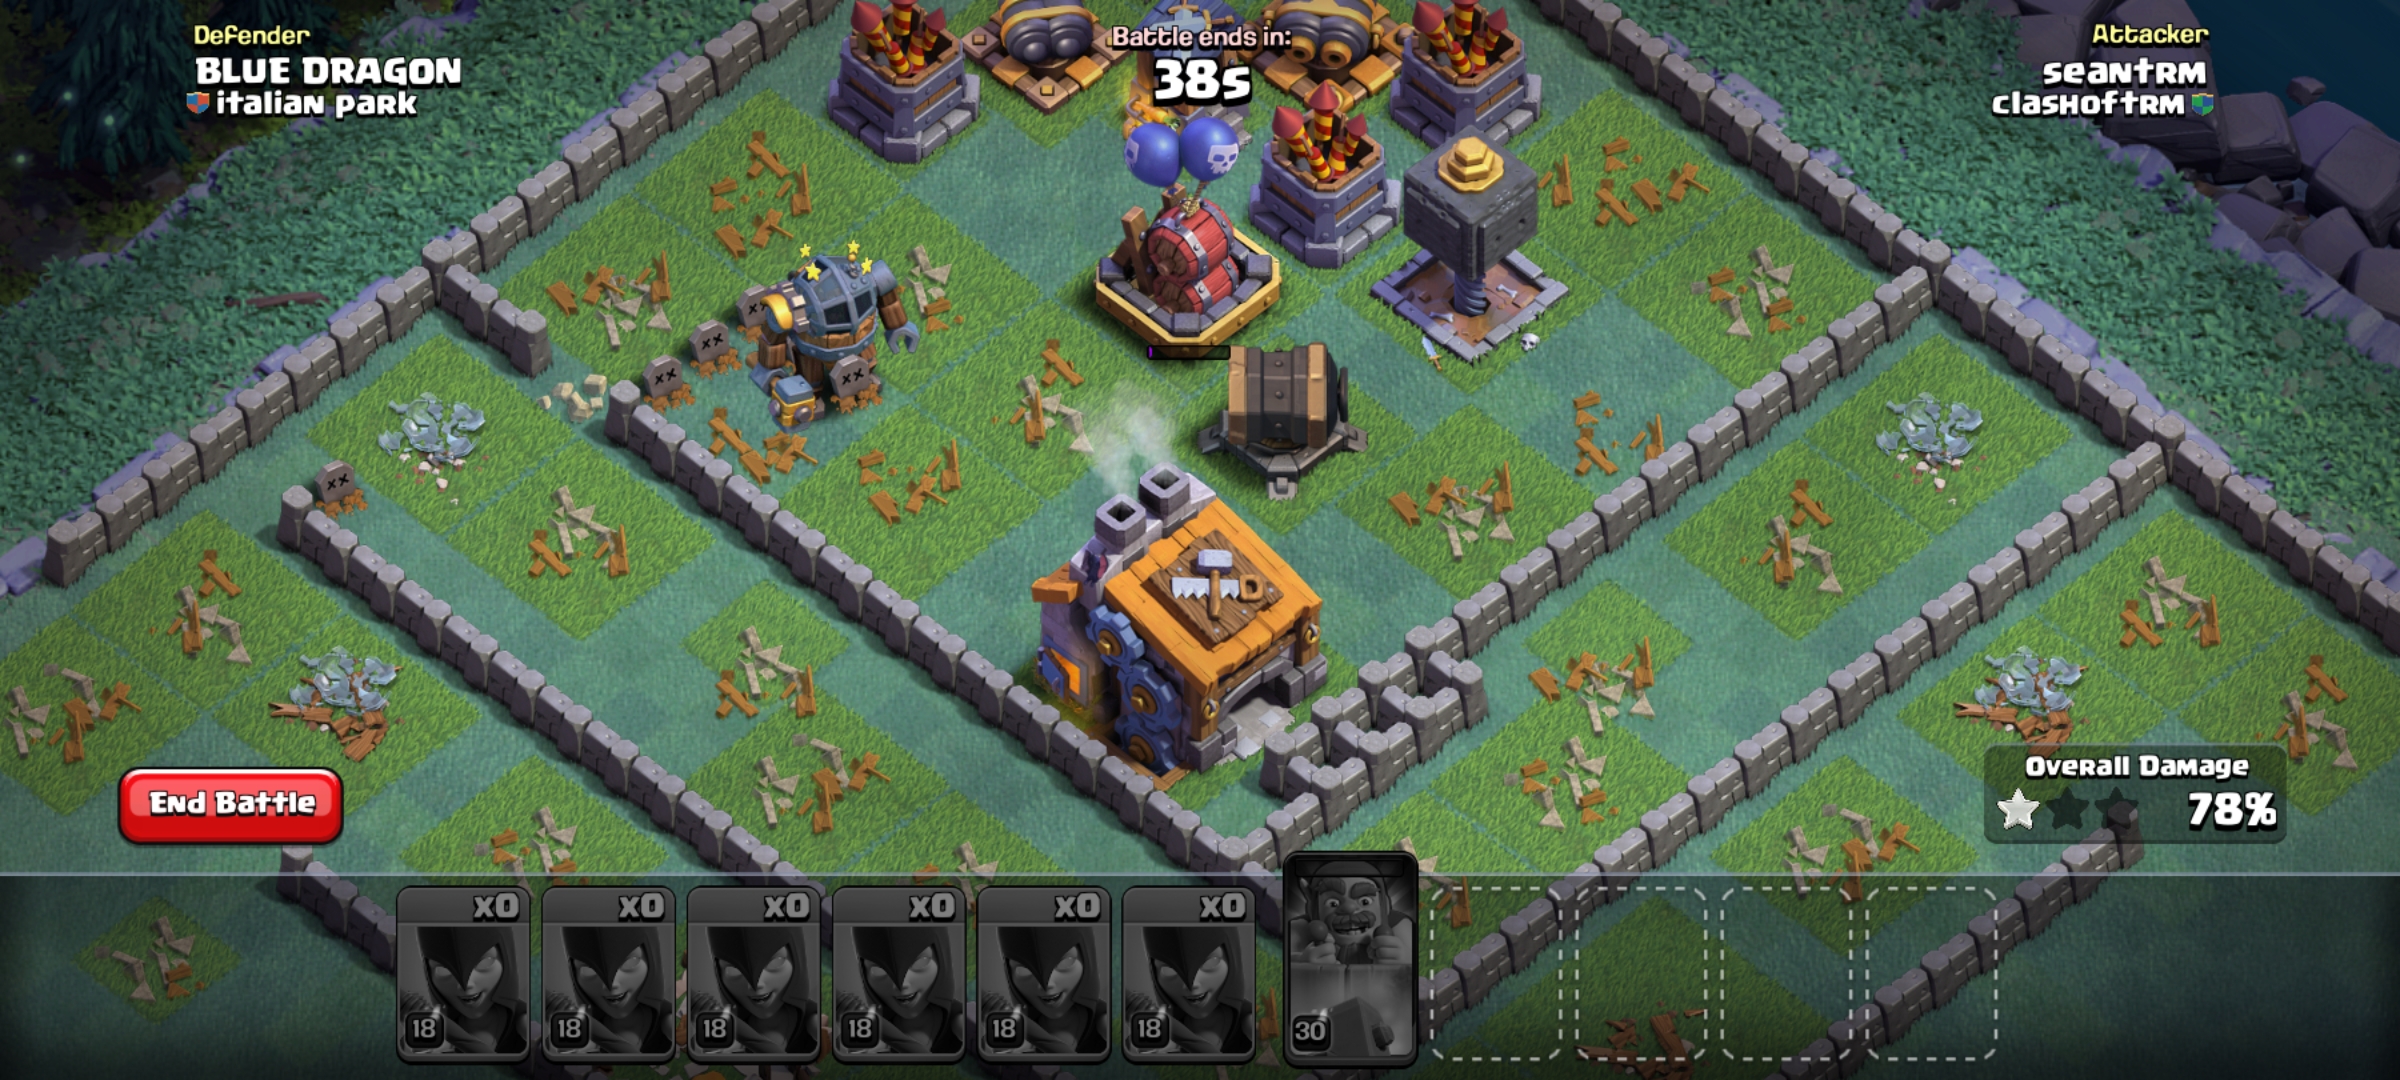 Defender
BLUE DRAGON
italian park
Battle ends in:
38s
Attacker
seantRM
clashoftRM
End Battle
Overall Damage
78%
x0
x0
x0
x0
x0
x0
18
18
18
18
18
18
30